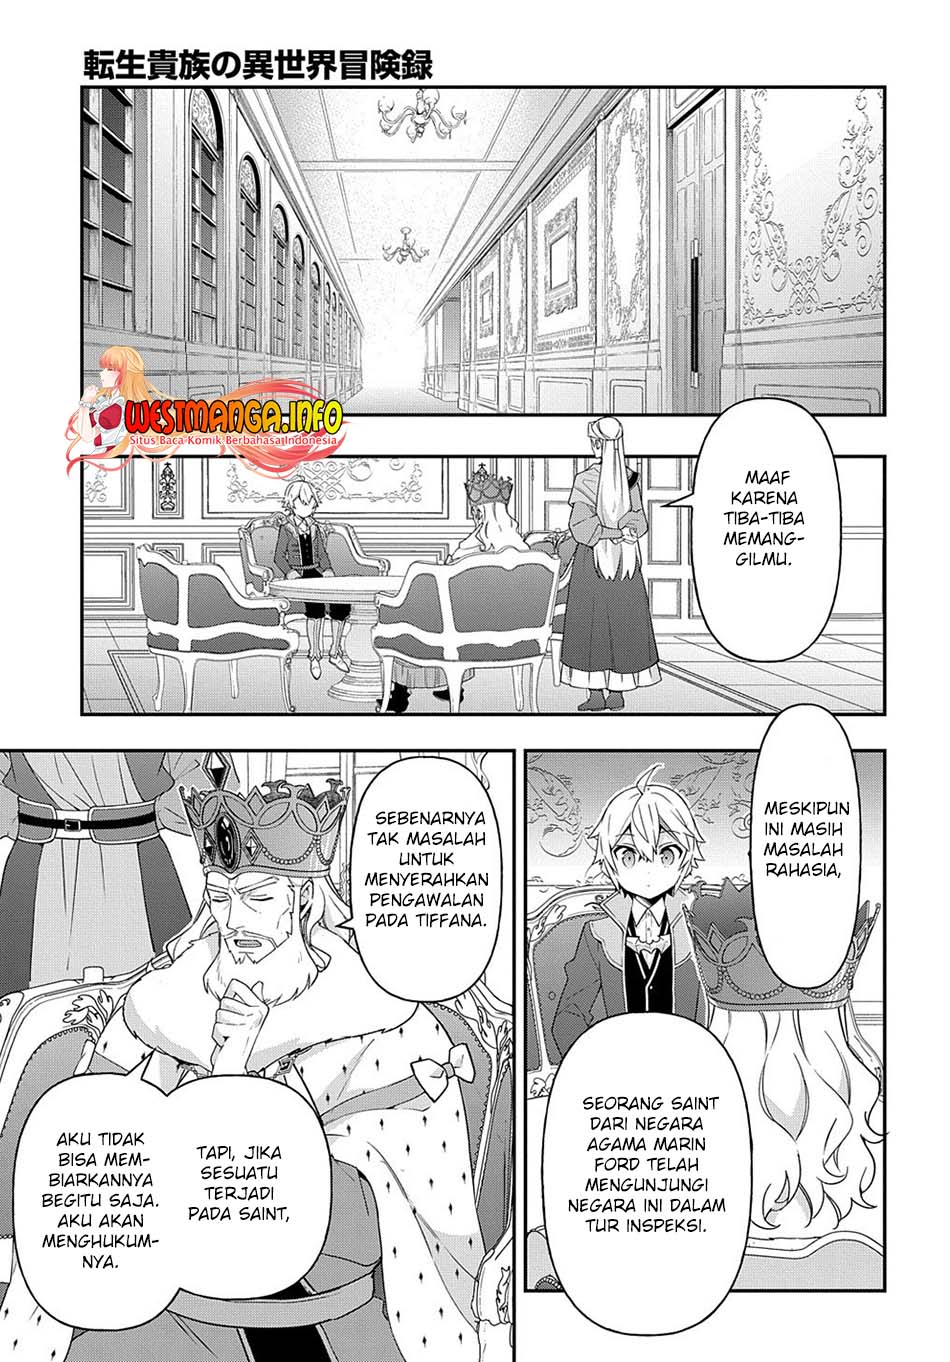 転生貴族の異世界冒険録
WESTMANGA.INFO
Situs Baca Komik Berbahasa Indonesia
MAAF
KARENA
TIBA-TIBA
MEMANG-
GILMU.
MESKIPUN
INI MASIH
MASALAH
RAHASIA,
SEORANG SAINT
DARI NEGARA
AGAMA MARIN
FORD TELAH
MENGUNJUNGI
NEGARA INI DALAM
TUR INSPEKSI.
SEBENARNYA
TAK MASALAH
UNTUK
MENYERAHKAN
PENGAWALAN
PADA TIFFANA.
TAPI, JIKA
SESUATU
TERJADI
PADA SAINT,
AKU TIDAK
BISA MEM-
BIARKANNYA
BEGITU SAJA.
AKU AKAN
MENGHUKUM-
NYA.